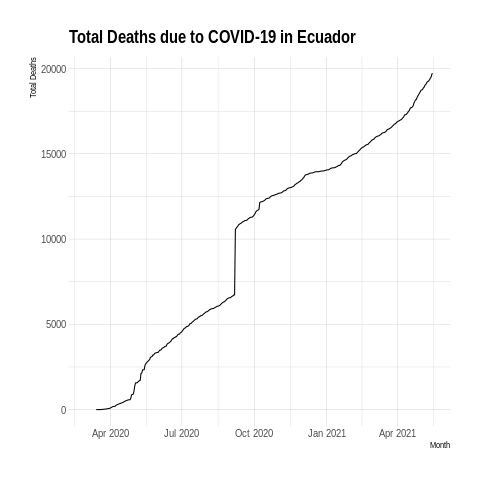 Total Deaths due to COVID-19 in Ecuador
Total Deaths
20000
15000
10000
5000
0
Apr 2020 Jul 2020 Oct 2020 Jan 2021 Apr 2021
Month